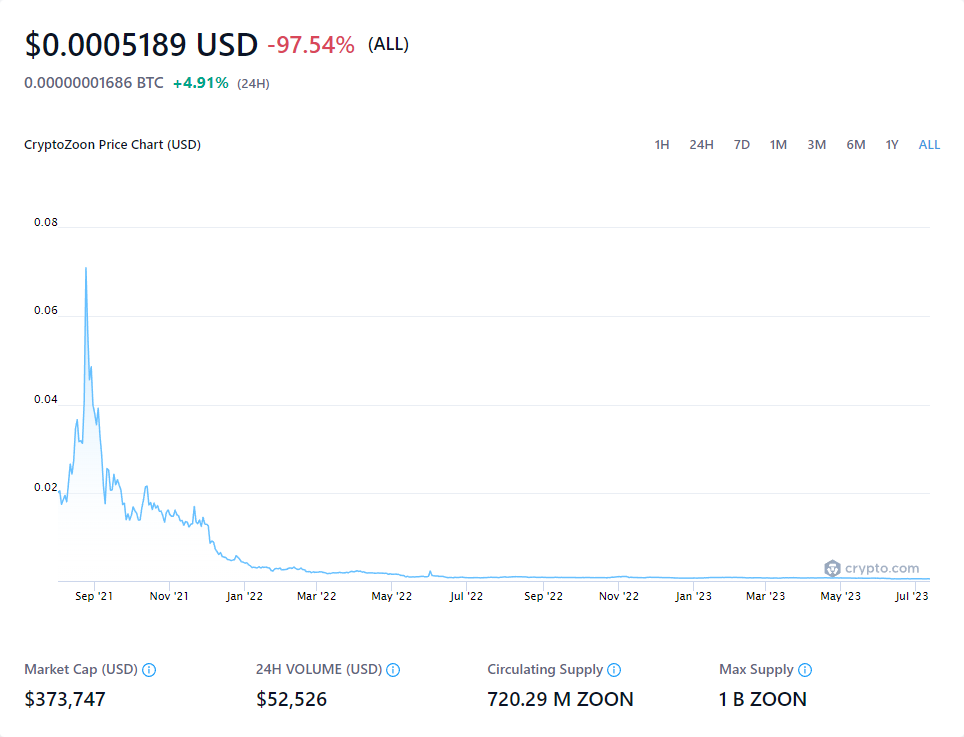 $0.0005189 USD -97.54% (ALL)
0.00000001686 BTC +4.91% (24H)
CryptoZoon Price Chart (USD) 1H 24H 7D 1M 3M 6M 1Y ALL
0.08
0.06
0.04
0.02
crypto.com
Sep '21 Nov '21 Jan '22 Mar '22 May '22 Jul '22 Sep '22 Nov '22 Jan '23 Mar '23 May '23 Jul '23
Market Cap (USD) 24H VOLUME (USD) Circulating Supply Max Supply
$373,747 $52,526 720.29 M ZOON 1 B ZOON